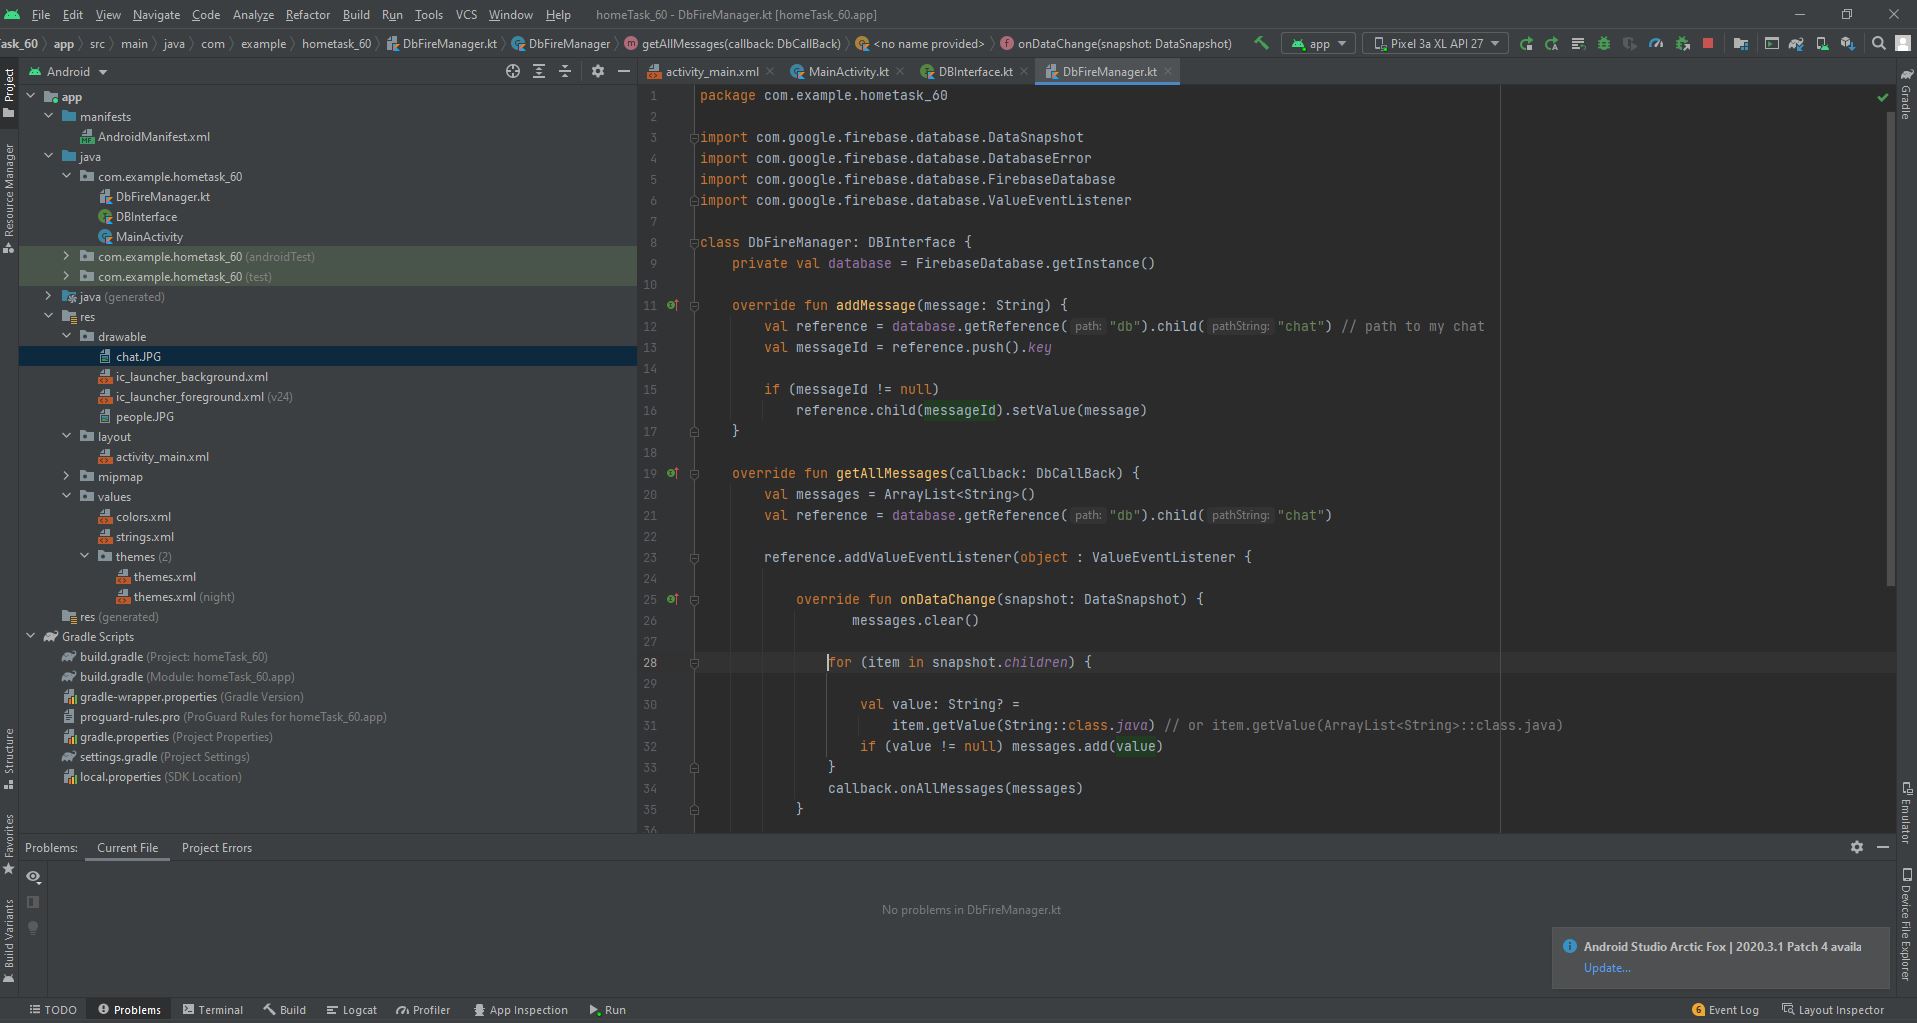 File Edit View Navigate Code Analyze Refactor Build Run Tools VCS Window Help homeTask_60 - DbFireManager.kt [homeTask_60.app]
ask_60 app src main java com example hometask_60 DbFireManager.kt DbFireManager getAllMessages(callback: DbCallBack) <no name provided> onDataChange(snapshot: DataSnapshot) app Pixel 3a XL API 27
Project
Resource Manager
Structure
Favorites
Build Variants
Android
app
manifests
AndroidManifest.xml
java
com.example.hometask_60
DbFireManager.kt
DBInterface
MainActivity
com.example.hometask_60 (androidTest)
com.example.hometask_60 (test)
java (generated)
res
drawable
chat.JPG
ic_launcher_background.xml
ic_launcher_foreground.xml (v24)
people.JPG
layout
activity_main.xml
mipmap
values
colors.xml
strings.xml
themes (2)
themes.xml
themes.xml (night)
res (generated)
Gradle Scripts
build.gradle (Project: homeTask_60)
build.gradle (Module: homeTask_60.app)
gradle-wrapper.properties (Gradle Version)
proguard-rules.pro (ProGuard Rules for homeTask_60.app)
gradle.properties (Project Properties)
settings.gradle (Project Settings)
local.properties (SDK Location)
activity_main.xml MainActivity.kt DBInterface.kt DbFireManager.kt
1 package com.example.hometask_60
2
3 import com.google.firebase.database.DataSnapshot
4 import com.google.firebase.database.DatabaseError
5 import com.google.firebase.database.FirebaseDatabase
6 import com.google.firebase.database.ValueEventListener
7
8 class DbFireManager: DBInterface {
9 private val database = FirebaseDatabase.getInstance()
10
11 override fun addMessage(message: String) {
12 val reference = database.getReference( path: "db").child( pathString: "chat") // path to my chat
13 val messageId = reference.push().key
14
15 if (messageId != null)
16 reference.child(messageId).setValue(message)
17 }
18
19 override fun getAllMessages(callback: DbCallBack) {
20 val messages = ArrayList<String>()
21 val reference = database.getReference( path: "db").child( pathString: "chat")
22
23 reference.addValueEventListener(object : ValueEventListener {
24
25 override fun onDataChange(snapshot: DataSnapshot) {
26 messages.clear()
27
28 for (item in snapshot.children) {
29
30 val value: String? =
31 item.getValue(String::class.java) // or item.getValue(ArrayList<String>::class.java)
32 if (value != null) messages.add(value)
33 }
34 callback.onAllMessages(messages)
35 }
36
Gradle
Emulator
Device File Explorer
Problems: Current File Project Errors
No problems in DbFireManager.kt
Android Studio Arctic Fox | 2020.3.1 Patch 4 availa
Update...
TODO Problems Terminal Build Logcat Profiler App Inspection Run 6 Event Log Layout Inspector